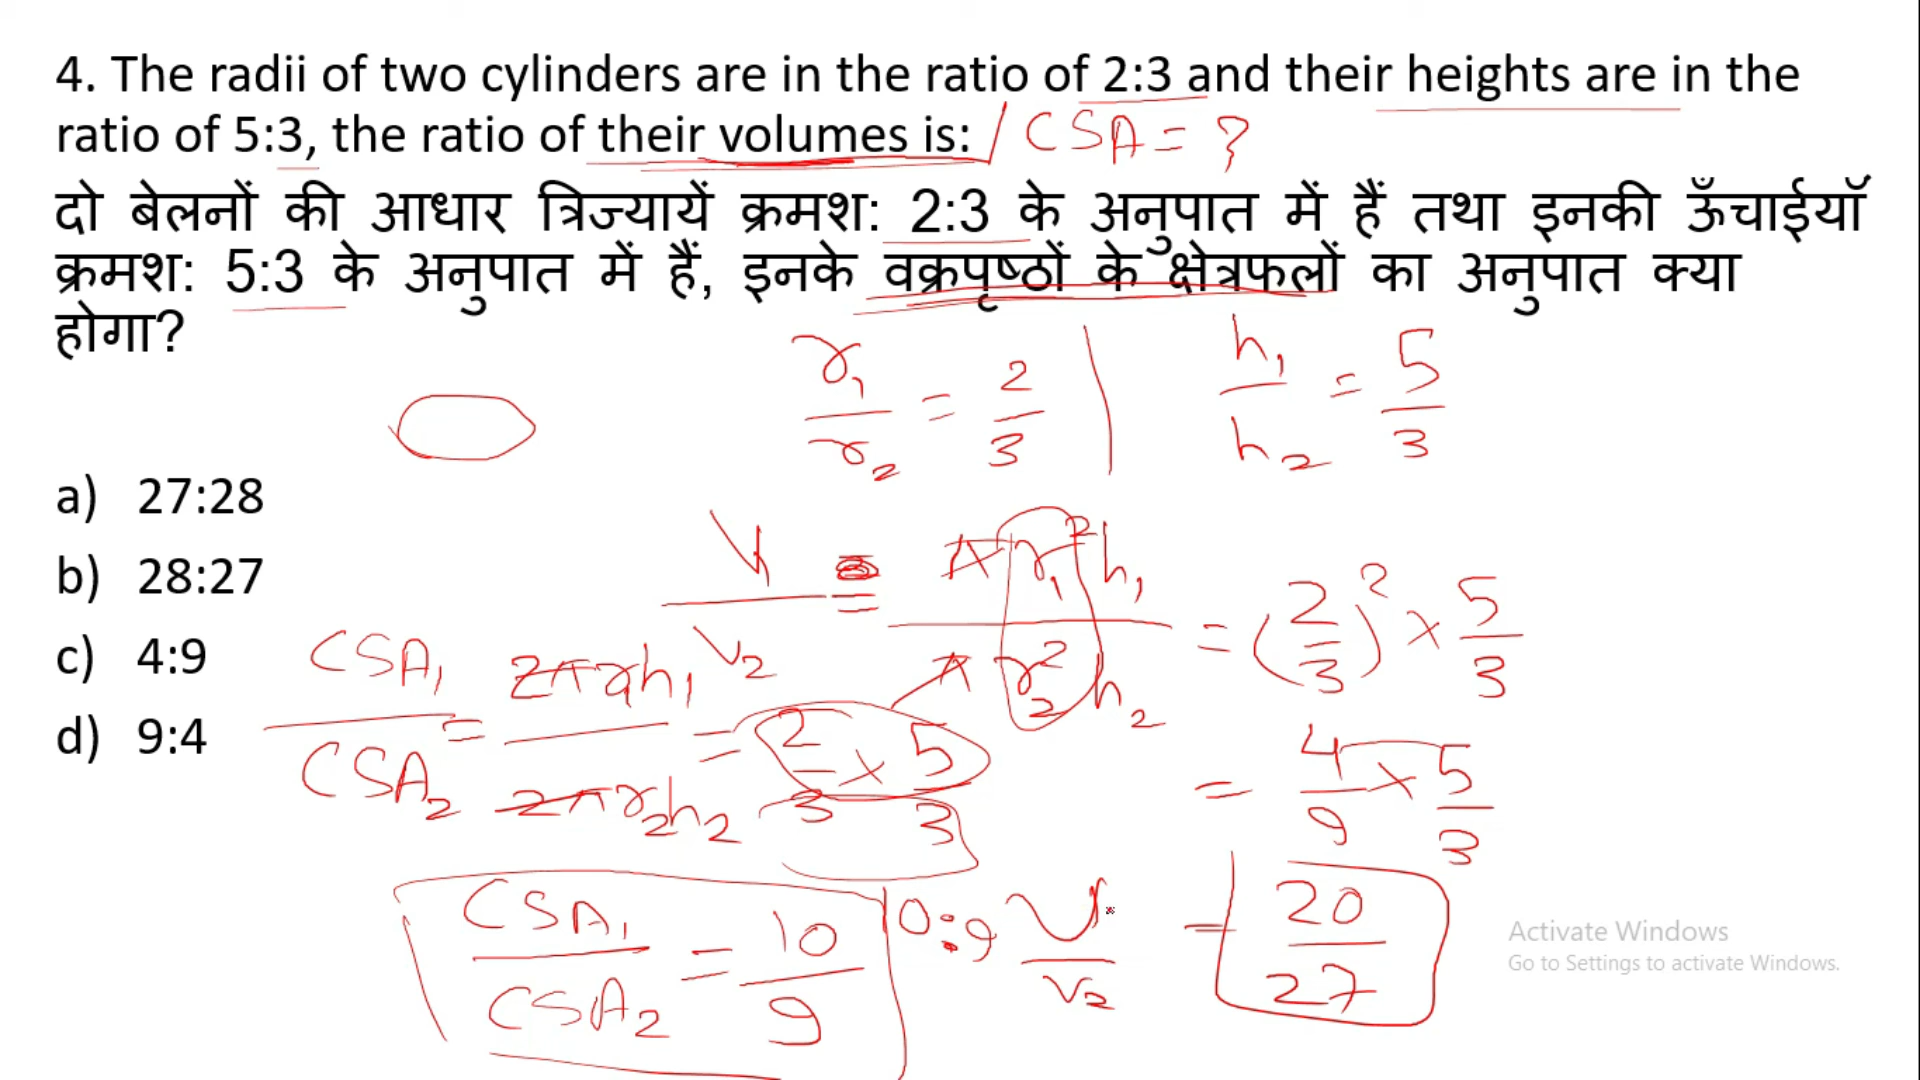 4. The radii of two cylinders are in the ratio of 2:3 and their heights are in the
ratio of 5:3, the ratio of their volumes is: / CSA = ?
दो बेलनों की आधार त्रिज्यायें क्रमश: 2:3 के अनुपात में हैं तथा इनकी ऊँचाईयॉ
क्रमश: 5:3 के अनुपात में हैं, इनके वक्रपृष्ठों के क्षेत्रफलों का अनुपात क्या
होगा?
r₁/r₂ = 2/3 | h₁/h₂ = 5/3
a) 27:28
b) 28:27
c) 4:9
d) 9:4
V₁/V₂ = πr₁²h₁/πr₂²h₂ = (2/3)² × 5/3
= 4/9 × 5/3
CSA₁/CSA₂ = 2πr₁h₁/2πr₂h₂ = 2/3 × 5/3
CSA₁/CSA₂ = 10/9 10:9
V₁/V₂ = 20/27
Activate Windows
Go to Settings to activate Windows.